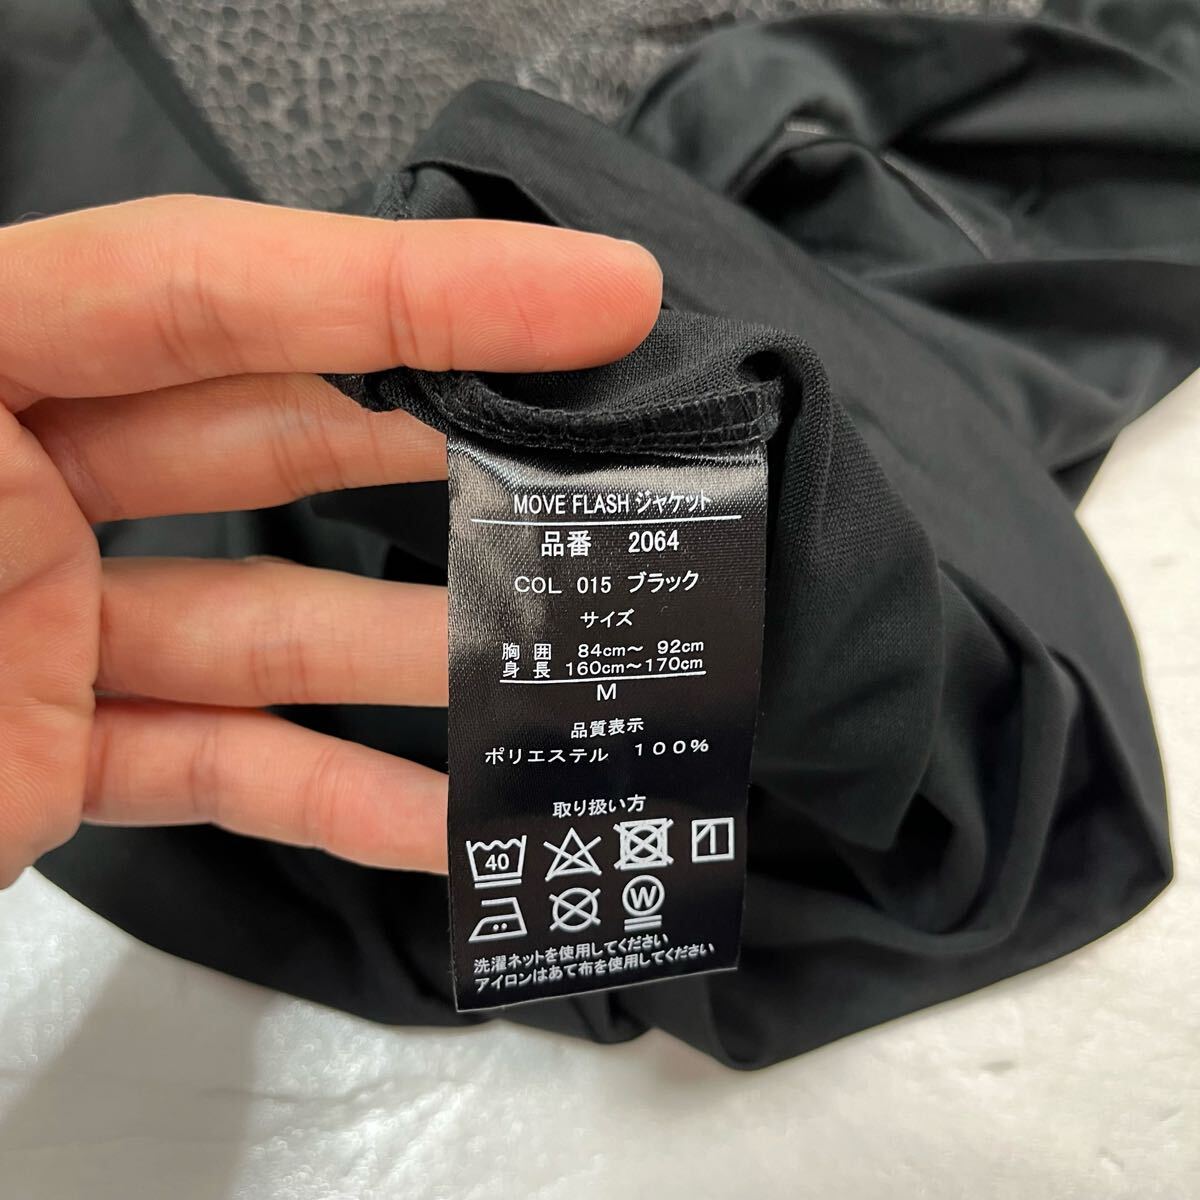 MOVE FLASH ジャケット
品番 2064
COL 015 ブラック
サイズ
胸囲 84cm～ 92cm
身長 160cm～170cm
M
品質表示
ポリエステル 100%
取り扱い方
40
W
洗濯ネットを使用してください
アイロンはあて布を使用してください